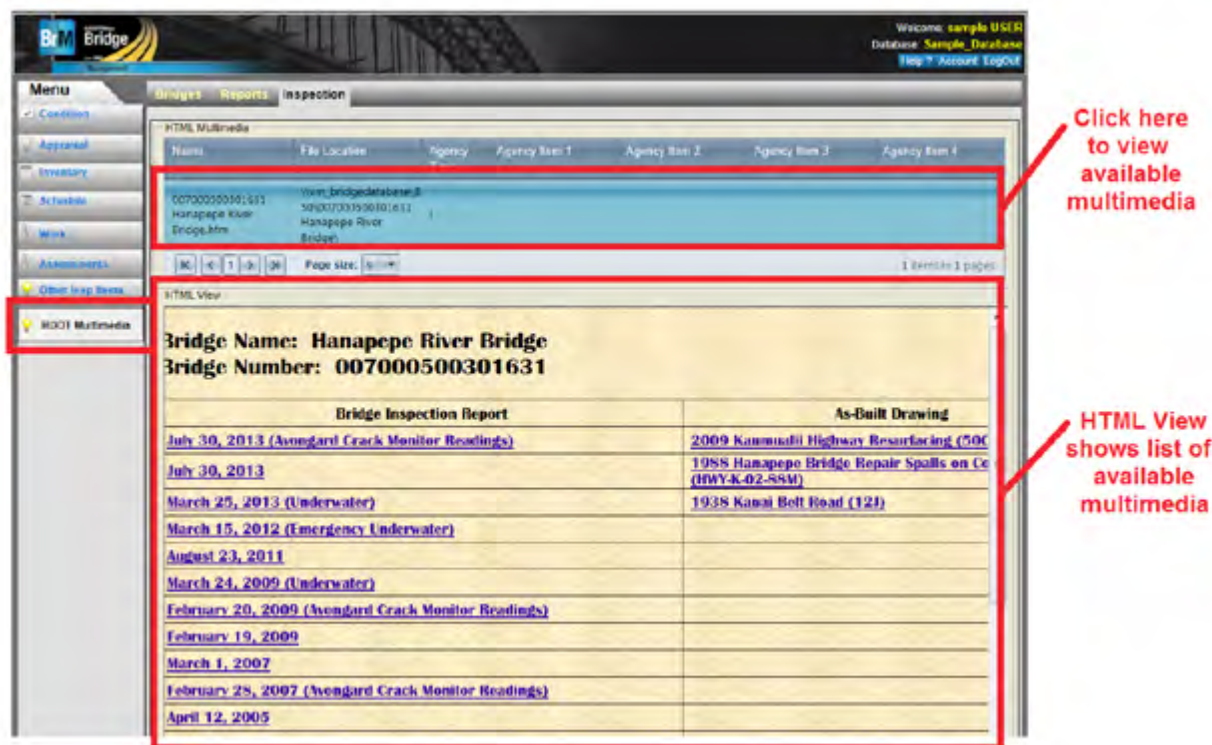 BrM Bridge
Management
Welcome: sample USER
Database: Sample_Database
Help ? Account LogOut
Menu
Bridges Reports Inspection
Condition
Appraisal
Inventory
Schedule
Work
Assessments
Other Insp Items
HDOT Multimedia
HTML Multimedia
Name File Location Agency Agency Item 1 Agency Item 2 Agency Item 3 Agency Item 4
007000500301631
Hanapepe River
Bridge.htm
50\007000500301631
Hanapepe River
Bridge\
1 Page size:
1 items in 1 pages
HTML View
Bridge Name: Hanapepe River Bridge
Bridge Number: 007000500301631
Bridge Inspection Report As-Built Drawing
July 30, 2013 (Avongard Crack Monitor Readings) 2009 Kaumualii Highway Resurfacing (50C
July 30, 2013 1988 Hanapepe Bridge Repair Spalls on Co
(HWY-K-02-88M)
March 25, 2013 (Underwater) 1938 Kauai Belt Road (12J)
March 15, 2012 (Emergency Underwater)
August 23, 2011
March 24, 2009 (Underwater)
February 20, 2009 (Avongard Crack Monitor Readings)
February 19, 2009
March 1, 2007
February 28, 2007 (Avongard Crack Monitor Readings)
April 12, 2005
Click here
to view
available
multimedia
HTML View
shows list of
available
multimedia